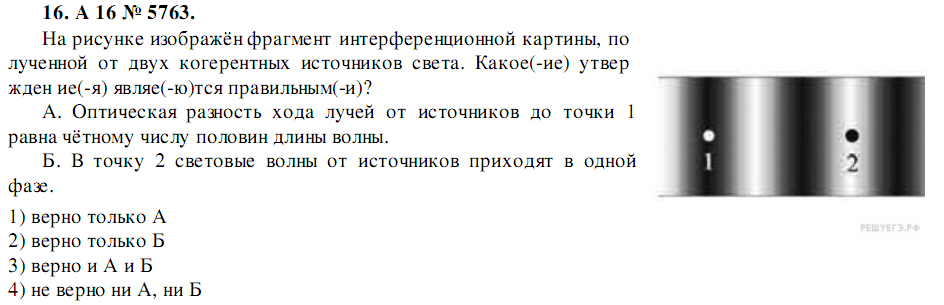 16. А 16 № 5763.
На рисунке изображён фрагмент интерференционной картины, по
лученной от двух когерентных источников света. Какое(-ие) утвер
жден ие(-я) являе(-ю)тся правильным(-и)?
А. Оптическая разность хода лучей от источников до точки 1
равна чётному числу половин длины волны.
Б. В точку 2 световые волны от источников приходят в одной
фазе.
1) верно только А
2) верно только Б
3) верно и А и Б
4) не верно ни А, ни Б
1
2
РЕШУЕГЭ.РФ